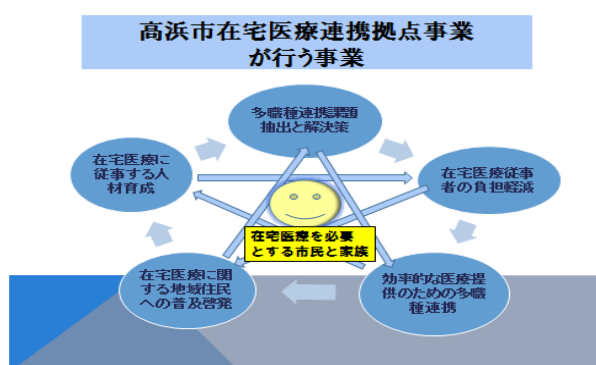 高浜市在宅医療連携拠点事業
が行う事業
多職種連携課題
抽出と解決策
在宅医療に
従事する人
材育成
在宅医療従事
者の負担軽減
在宅医療を必要
とする市民と家族
在宅医療に関
する地域住民
への普及啓発
効率的な医療提
供のための多職
種連携